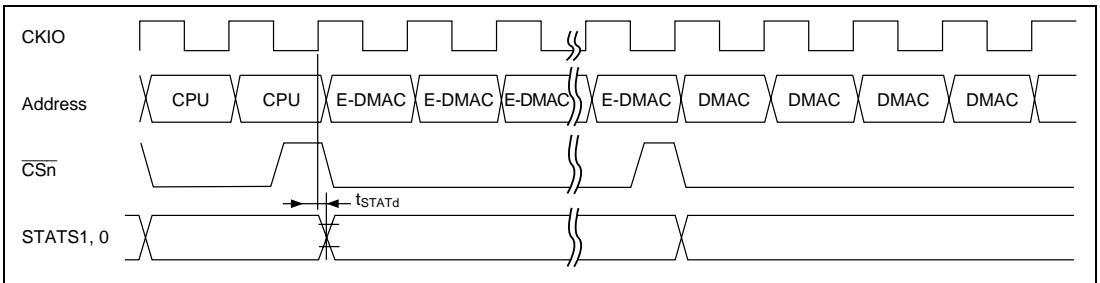 CKIO
Address CPU CPU E-DMAC E-DMAC E-DMAC E-DMAC DMAC DMAC DMAC DMAC
CSn
tSTATd
STATS1, 0